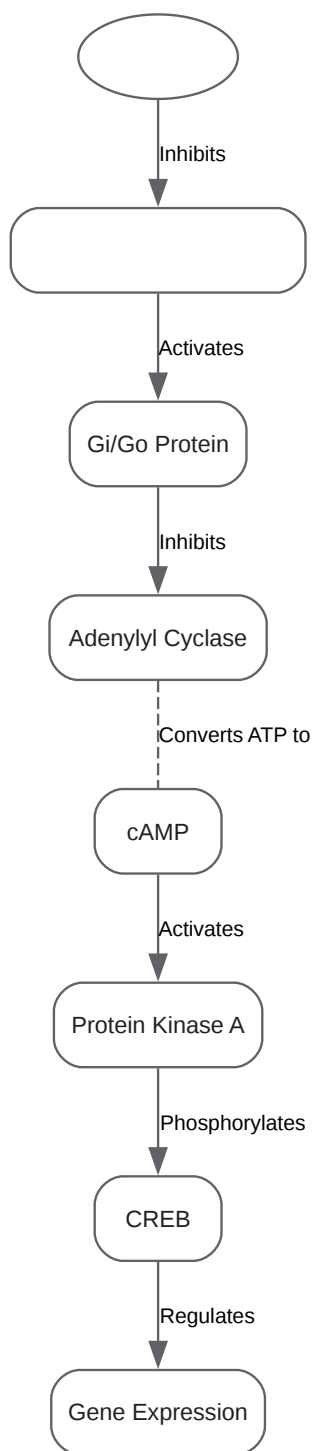 Inhibits
Activates
Gi/Go Protein
Inhibits
Adenylyl Cyclase
Converts ATP to
cAMP
Activates
Protein Kinase A
Phosphorylates
CREB
Regulates
Gene Expression